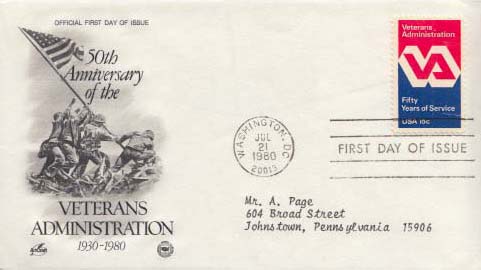 OFFICIAL FIRST DAY OF ISSUE
50th
Anniversary
of the
VETERANS
ADMINISTRATION
1930-1980
ArtCraft
WASHINGTON, DC
JUL
21
1980
20013
Veterans
Administration
VA
Fifty
Years of Service
USA 15c
FIRST DAY OF ISSUE
Mr. A. Page
604 Broad Street
Johnstown, Pennsylvania 15906